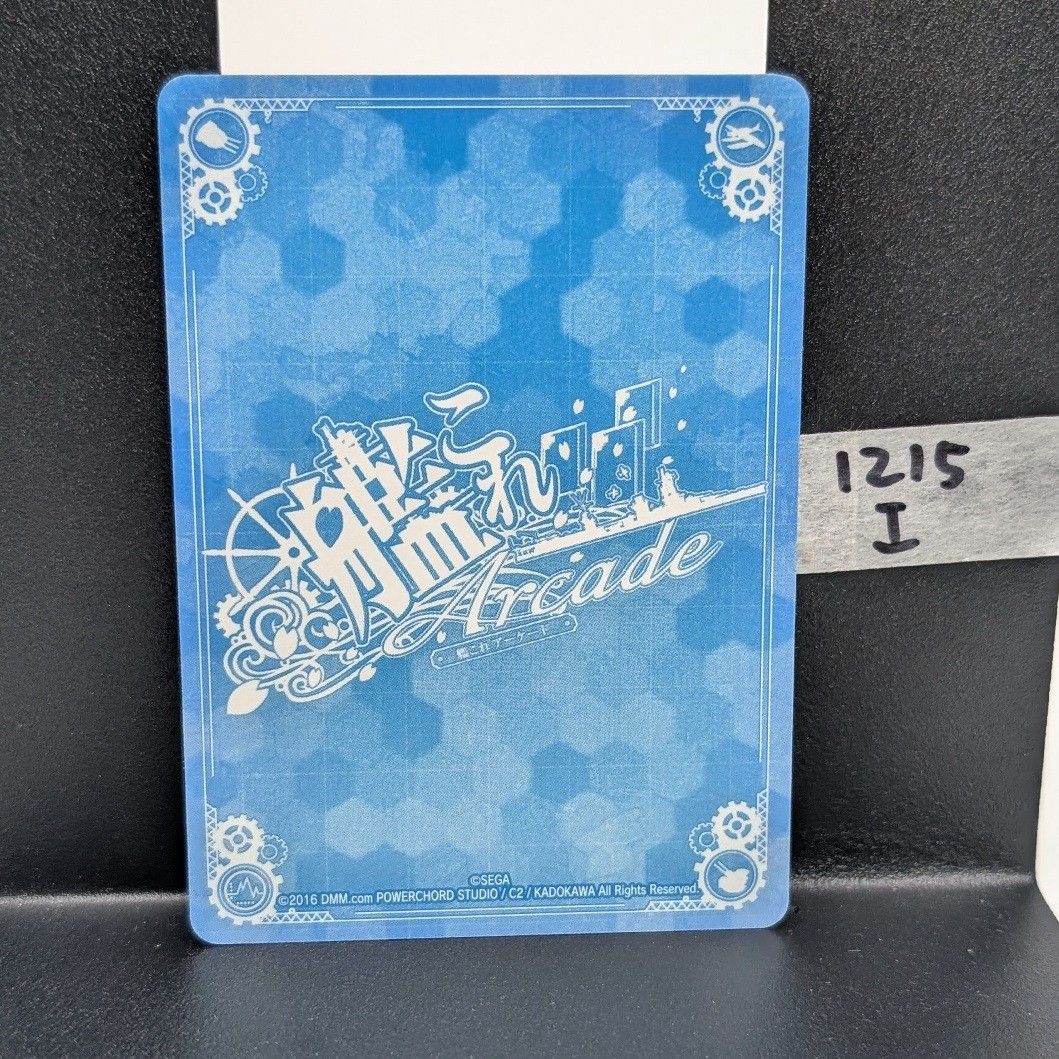 艦これ
Arcade
艦これアーケード
©SEGA
©2016 DMM.com POWERCHORD STUDIO / C2 / KADOKAWA All Rights Reserved.
1215
I